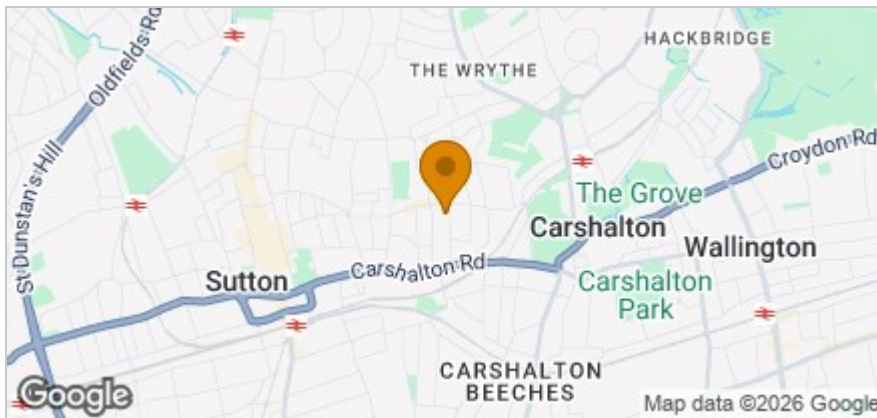 HACKBRIDGE
THE WRYTHE
Oldfields Rd
St Dunstan's Hill
Croydon Rd
The Grove
Carshalton
Wallington
Carshalton Rd
Sutton
Carshalton
Park
CARSHALTON
BEECHES
Google
Map data ©2026 Google